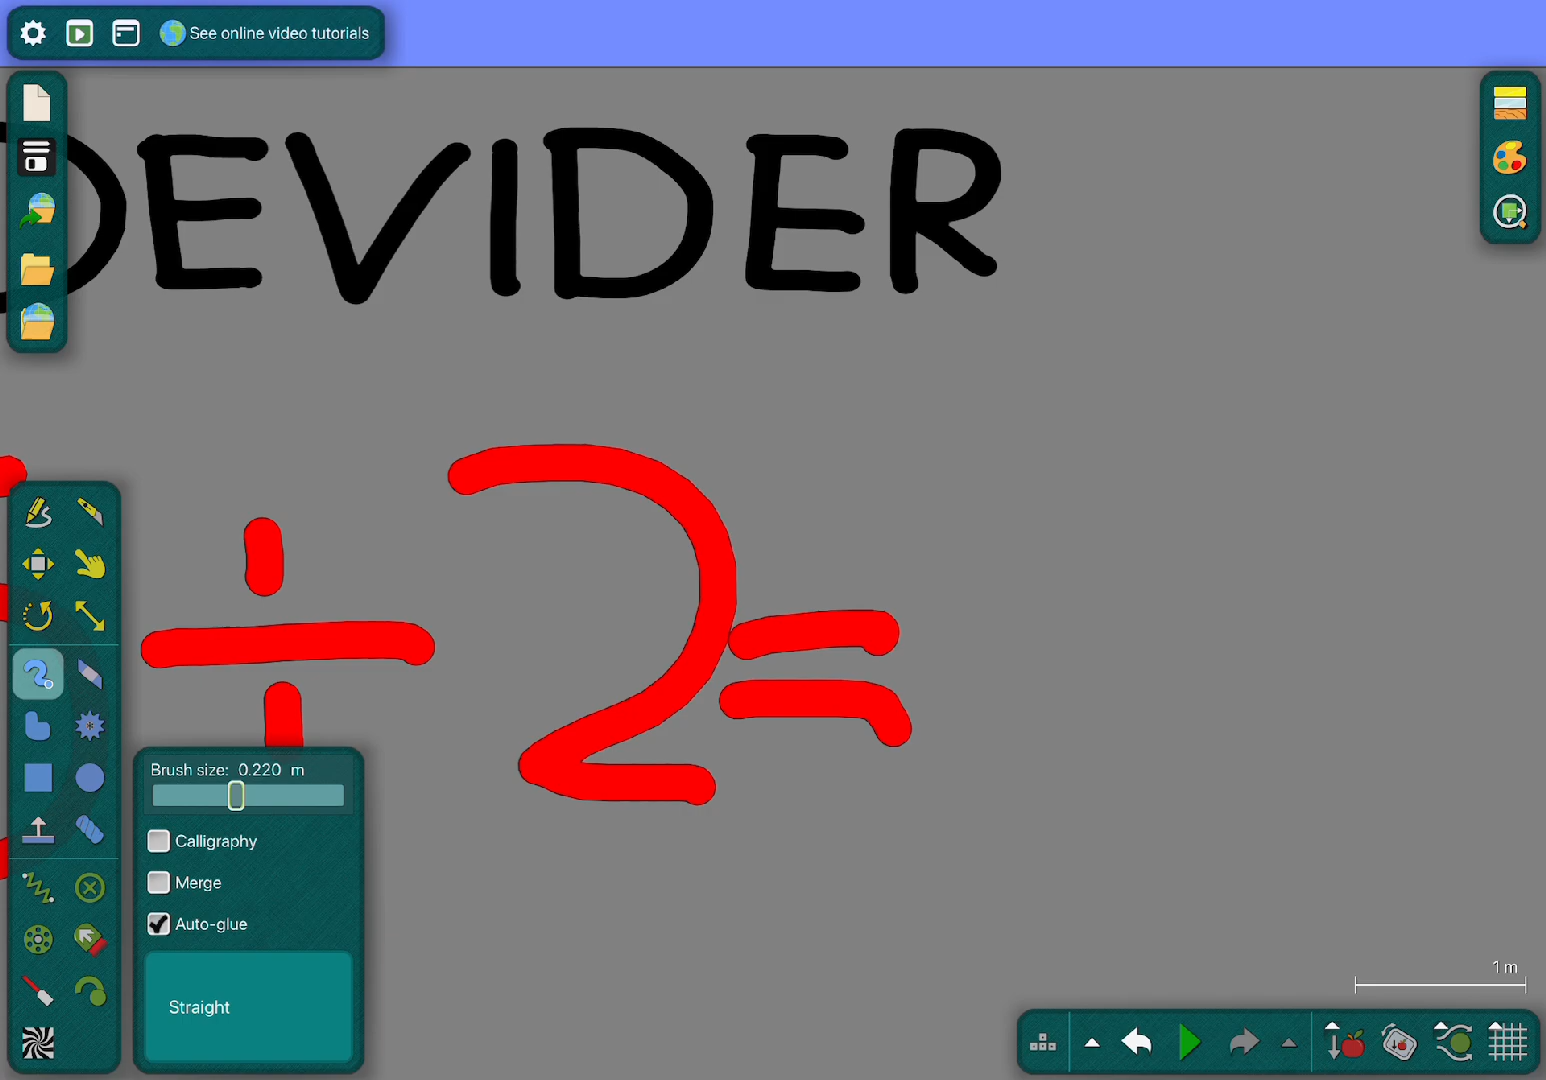 See online video tutorials
DEVIDER
÷ 2 =
Brush size: 0.220 m
Calligraphy
Merge
Auto-glue
Straight
1 m